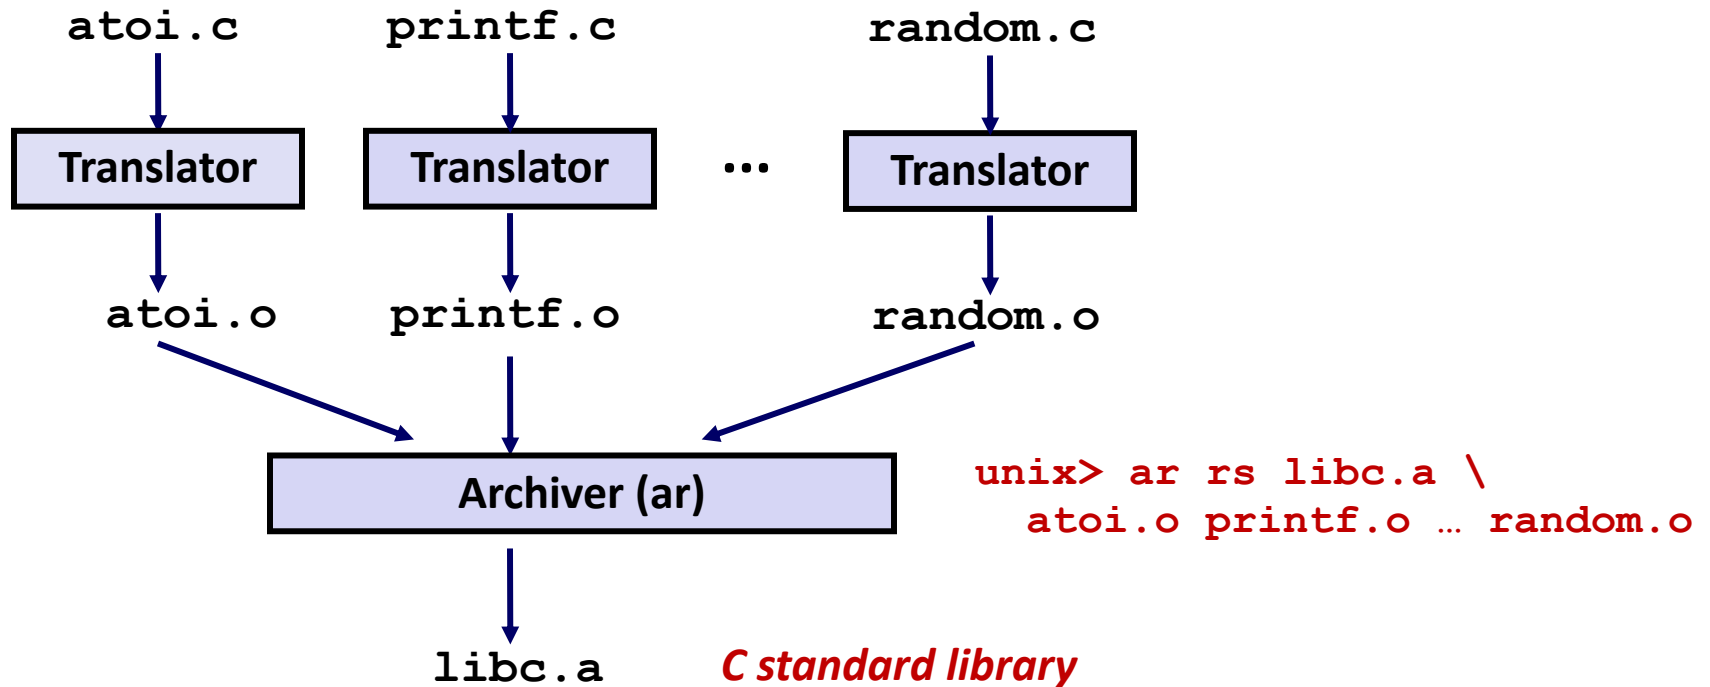 atoi.c printf.c random.c
Translator Translator ... Translator
atoi.o printf.o random.o
Archiver (ar)
unix> ar rs libc.a \
atoi.o printf.o … random.o
libc.a C standard library